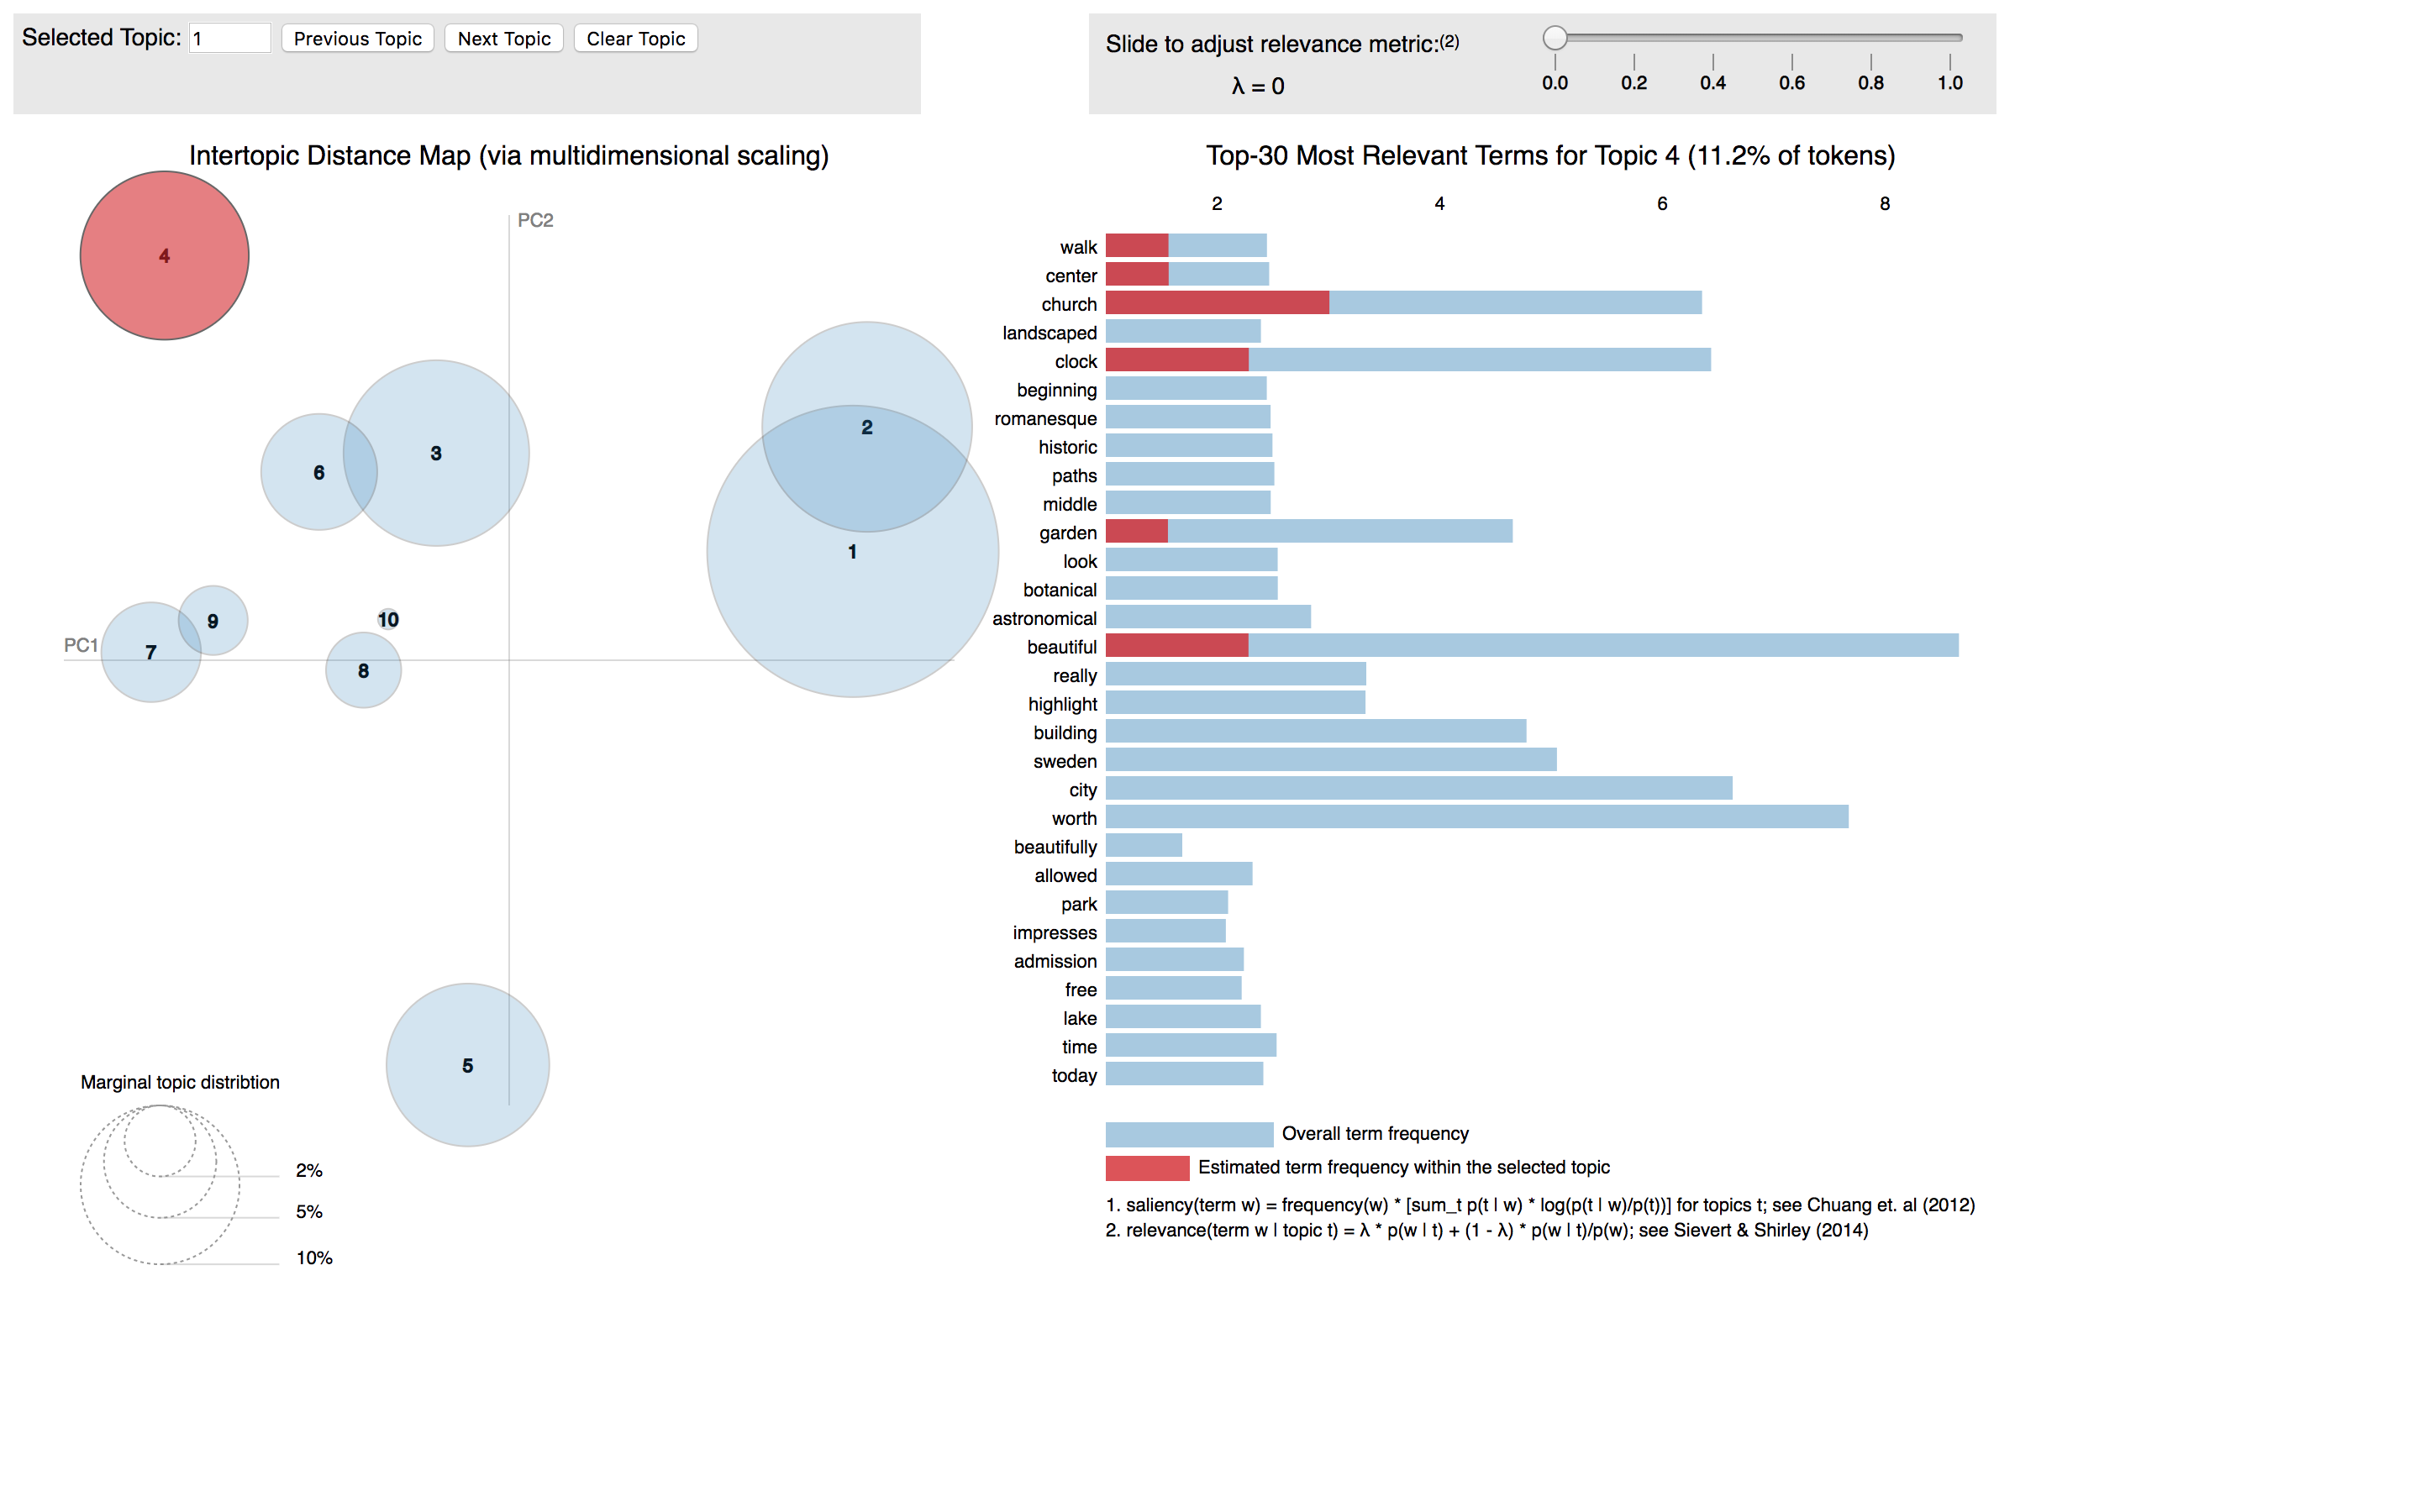 Selected Topic: 1 Previous Topic Next Topic Clear Topic
Slide to adjust relevance metric:(2)
λ = 0
0.0 0.2 0.4 0.6 0.8 1.0
Intertopic Distance Map (via multidimensional scaling)
PC2
PC1
4
2
3
6
1
10
9
7
8
5
Marginal topic distribtion
2%
5%
10%
Top-30 Most Relevant Terms for Topic 4 (11.2% of tokens)
2 4 6 8
walk
center
church
landscaped
clock
beginning
romanesque
historic
paths
middle
garden
look
botanical
astronomical
beautiful
really
highlight
building
sweden
city
worth
beautifully
allowed
park
impresses
admission
free
lake
time
today
Overall term frequency
Estimated term frequency within the selected topic
1. saliency(term w) = frequency(w) * [sum_t p(t | w) * log(p(t | w)/p(t))] for topics t; see Chuang et. al (2012)
2. relevance(term w | topic t) = λ * p(w | t) + (1 - λ) * p(w | t)/p(w); see Sievert & Shirley (2014)